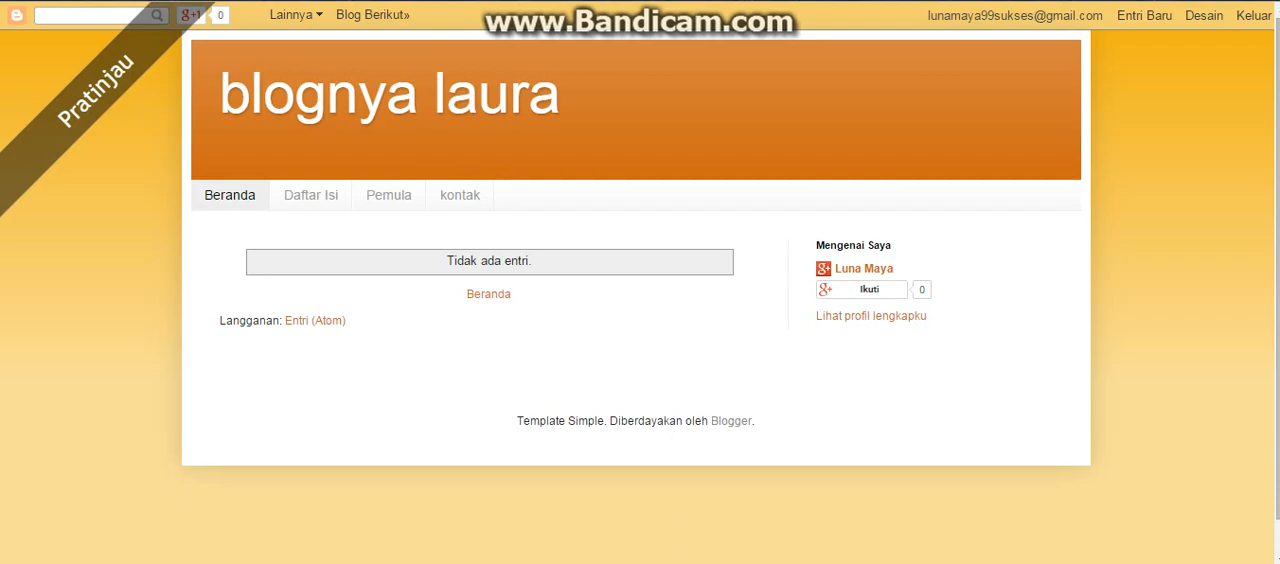 g+1 0 Lainnya Blog Berikut» www.Bandicam.com lunamaya99sukses@gmail.com Entri Baru Desain Keluar
Pratinjau
blognya laura
Beranda Daftar Isi Pemula kontak
Tidak ada entri.
Beranda
Langganan: Entri (Atom)
Mengenai Saya
g+ Luna Maya
g+ Ikuti 0
Lihat profil lengkapku
Template Simple. Diberdayakan oleh Blogger.